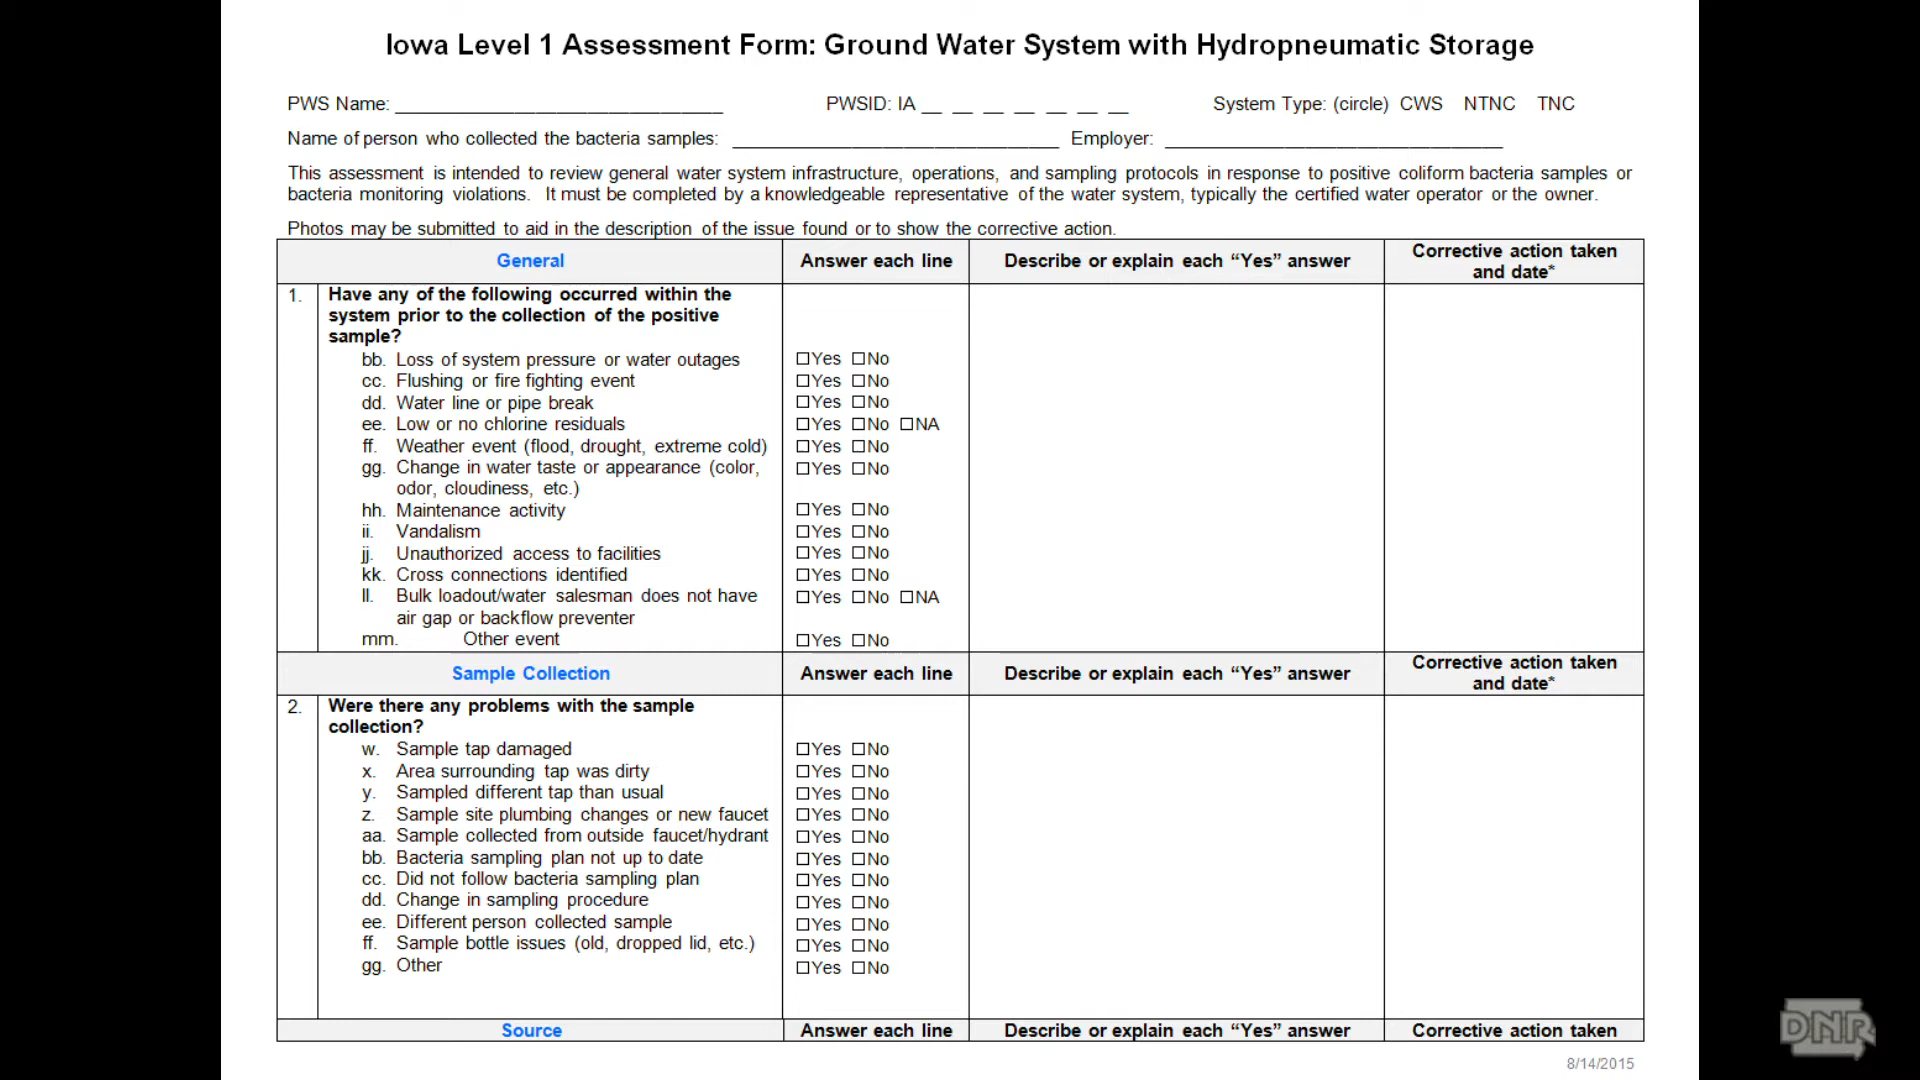 Iowa Level 1 Assessment Form: Ground Water System with Hydropneumatic Storage
PWS Name: ________________________________ PWSID: IA __ __ __ __ __ __ __ System Type: (circle) CWS NTNC TNC
Name of person who collected the bacteria samples: ________________________________ Employer: _________________________________
This assessment is intended to review general water system infrastructure, operations, and sampling protocols in response to positive coliform bacteria samples or
bacteria monitoring violations. It must be completed by a knowledgeable representative of the water system, typically the certified water operator or the owner.
Photos may be submitted to aid in the description of the issue found or to show the corrective action.
General Answer each line Describe or explain each “Yes” answer Corrective action taken
and date*
1. Have any of the following occurred within the
system prior to the collection of the positive
sample?
bb. Loss of system pressure or water outages ☐Yes ☐No
cc. Flushing or fire fighting event ☐Yes ☐No
dd. Water line or pipe break ☐Yes ☐No
ee. Low or no chlorine residuals ☐Yes ☐No ☐NA
ff. Weather event (flood, drought, extreme cold) ☐Yes ☐No
gg. Change in water taste or appearance (color, ☐Yes ☐No
odor, cloudiness, etc.)
hh. Maintenance activity ☐Yes ☐No
ii. Vandalism ☐Yes ☐No
jj. Unauthorized access to facilities ☐Yes ☐No
kk. Cross connections identified ☐Yes ☐No
ll. Bulk loadout/water salesman does not have ☐Yes ☐No ☐NA
air gap or backflow preventer
mm. Other event ☐Yes ☐No
Sample Collection Answer each line Describe or explain each “Yes” answer Corrective action taken
and date*
2. Were there any problems with the sample
collection?
w. Sample tap damaged ☐Yes ☐No
x. Area surrounding tap was dirty ☐Yes ☐No
y. Sampled different tap than usual ☐Yes ☐No
z. Sample site plumbing changes or new faucet ☐Yes ☐No
aa. Sample collected from outside faucet/hydrant ☐Yes ☐No
bb. Bacteria sampling plan not up to date ☐Yes ☐No
cc. Did not follow bacteria sampling plan ☐Yes ☐No
dd. Change in sampling procedure ☐Yes ☐No
ee. Different person collected sample ☐Yes ☐No
ff. Sample bottle issues (old, dropped lid, etc.) ☐Yes ☐No
gg. Other ☐Yes ☐No
Source Answer each line Describe or explain each “Yes” answer Corrective action taken
8/14/2015
DNR